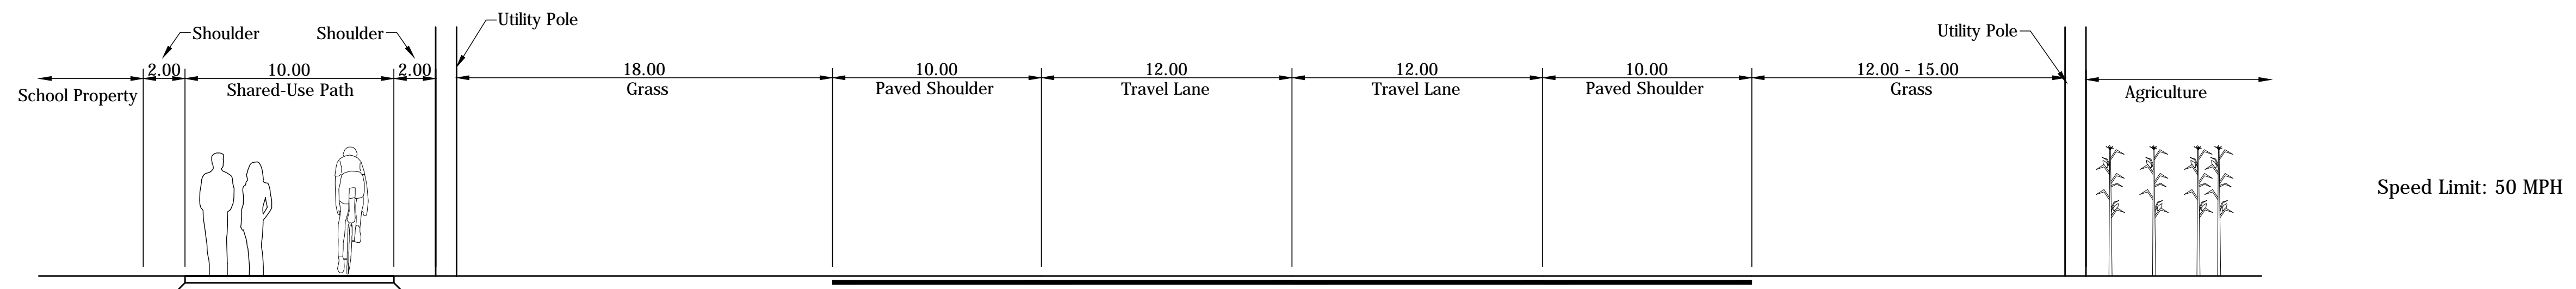 Utility Pole
Shoulder
Shoulder
Utility Pole
2.00
10.00
2.00
18.00
10.00
12.00
12.00
10.00
12.00 - 15.00
School Property
Shared-Use Path
Grass
Paved Shoulder
Travel Lane
Travel Lane
Paved Shoulder
Grass
Agriculture
Speed Limit: 50 MPH